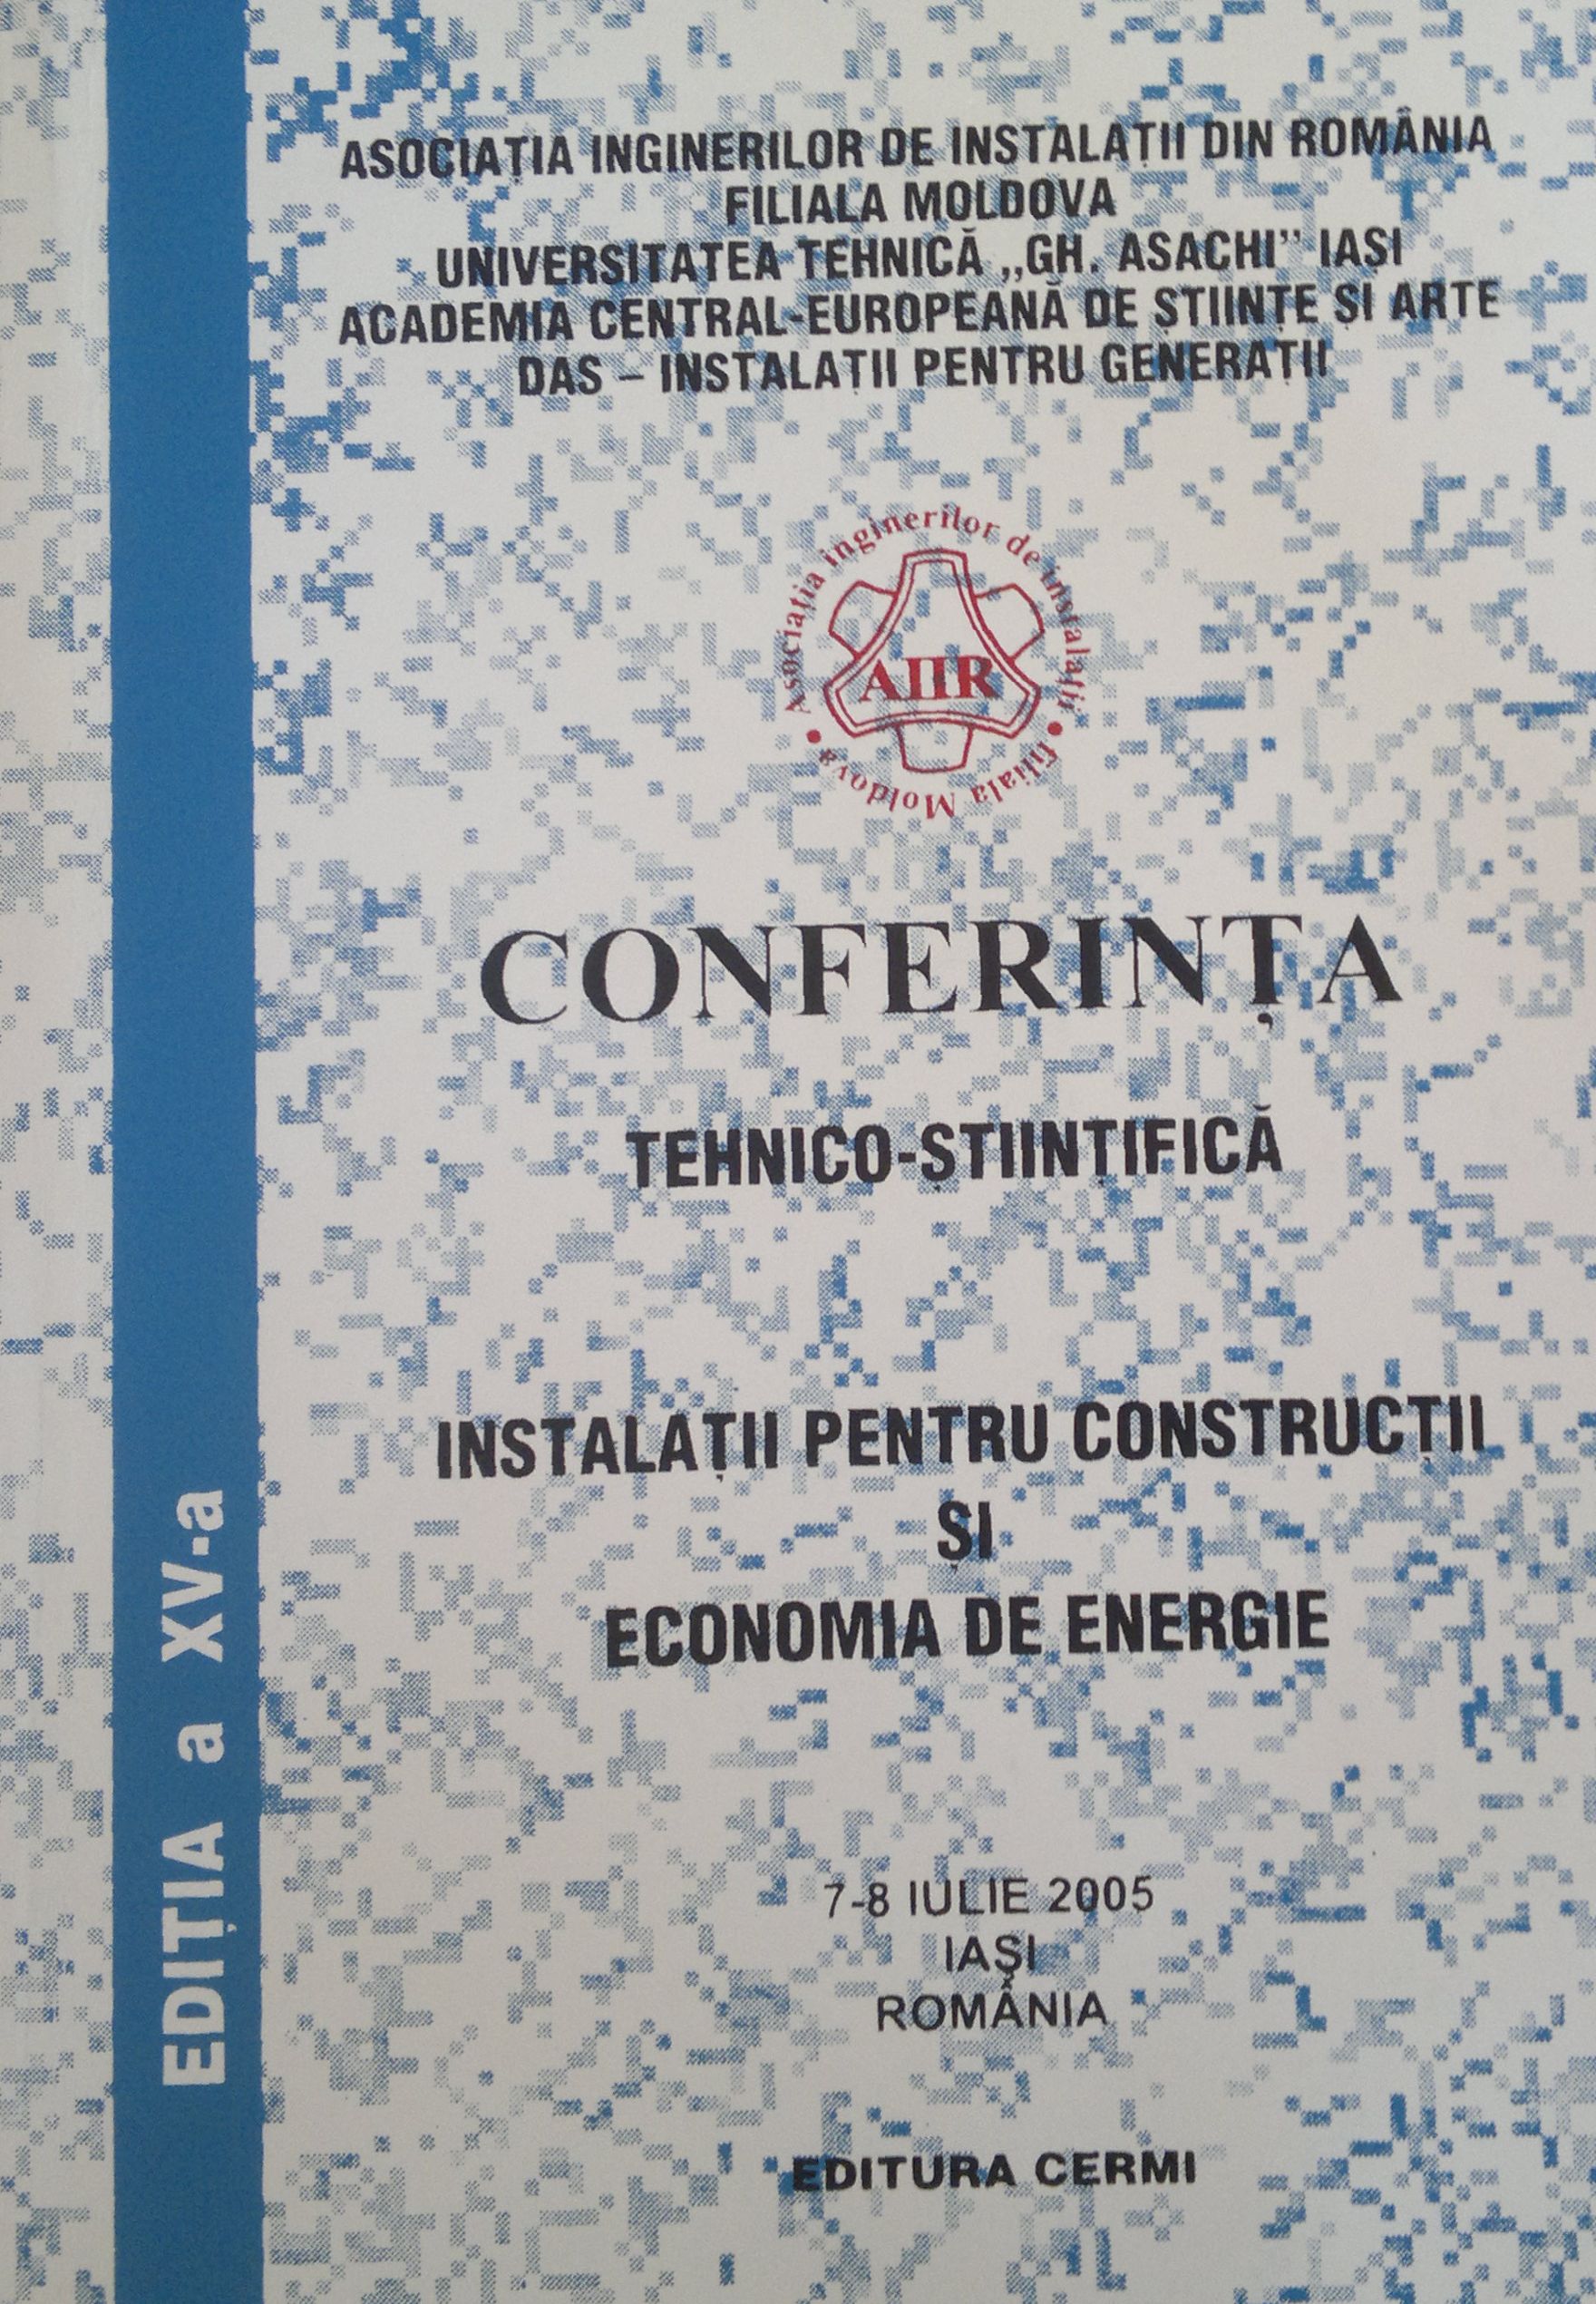 ASOCIAȚIA INGINERILOR DE INSTALAȚII DIN ROMÂNIA
FILIALA MOLDOVA
UNIVERSITATEA TEHNICĂ „GH. ASACHI” IAȘI
ACADEMIA CENTRAL-EUROPEANĂ DE ȘTIINȚE ȘI ARTE
DAS – INSTALAȚII PENTRU GENERAȚII
Asociația inginerilor de instalații • filiala Moldova •
AIIR
CONFERINȚA
TEHNICO-ȘTIINȚIFICĂ
INSTALAȚII PENTRU CONSTRUCȚII
ȘI
ECONOMIA DE ENERGIE
7-8 IULIE 2005
IAŞI
ROMÂNIA
EDITURA CERMI
EDIȚIA a XV-a